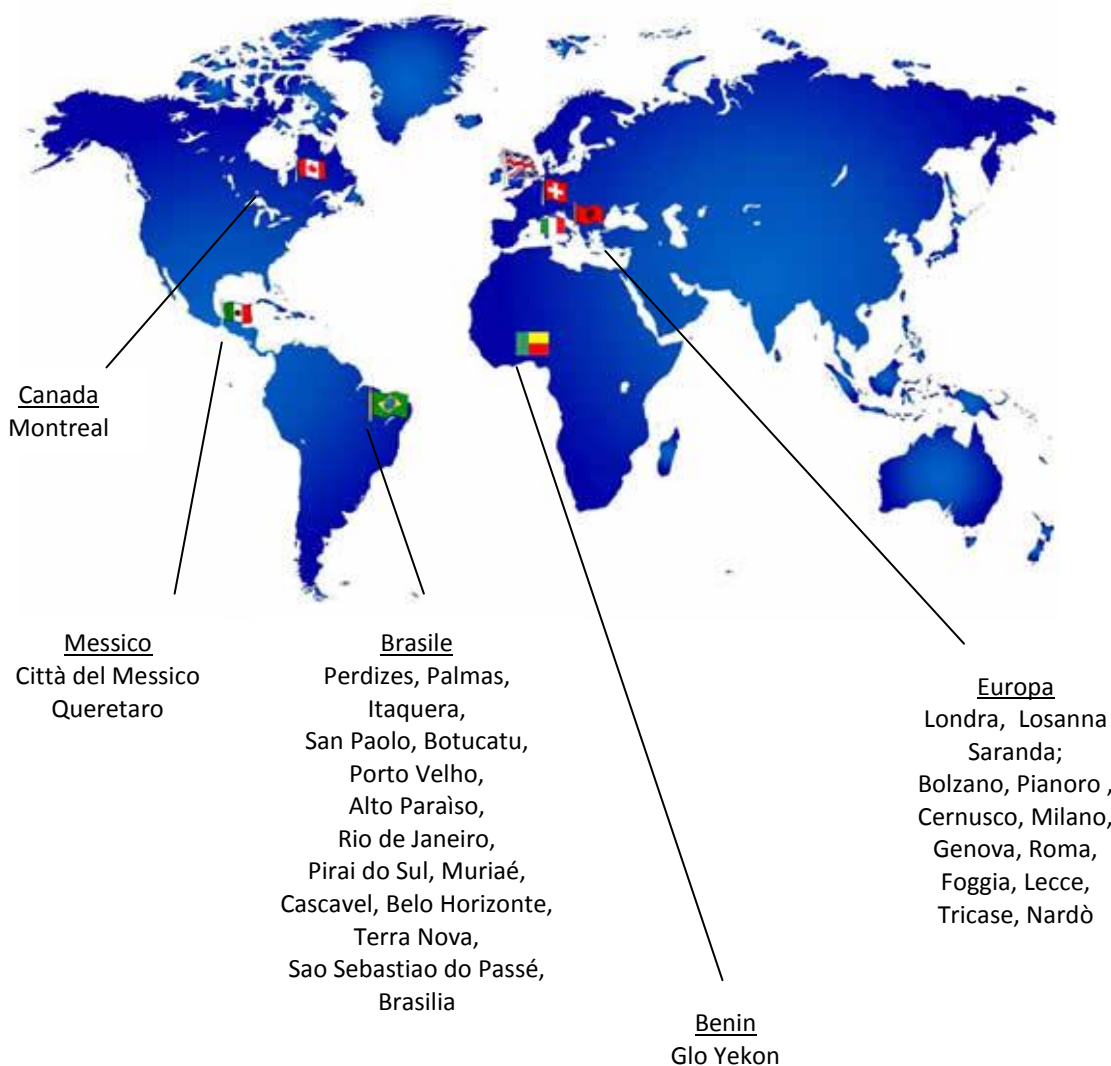 Canada
Montreal
Messico
Città del Messico
Queretaro
Brasile
Perdizes, Palmas,
Itaquera,
San Paolo, Botucatu,
Porto Velho,
Alto Paraìso,
Rio de Janeiro,
Pirai do Sul, Muriaé,
Cascavel, Belo Horizonte,
Terra Nova,
Sao Sebastiao do Passé,
Brasilia
Benin
Glo Yekon
Europa
Londra,  Losanna
Saranda;
Bolzano, Pianoro ,
Cernusco, Milano,
Genova, Roma,
Foggia, Lecce,
Tricase, Nardò